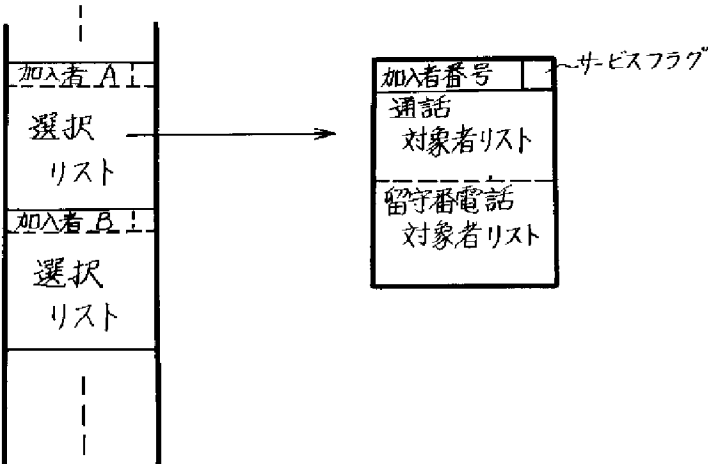 加入者 A
選択
リスト
加入者 B
選択
リスト
加入者番号
サービスフラグ
通話
対象者リスト
留守番電話
対象者リスト